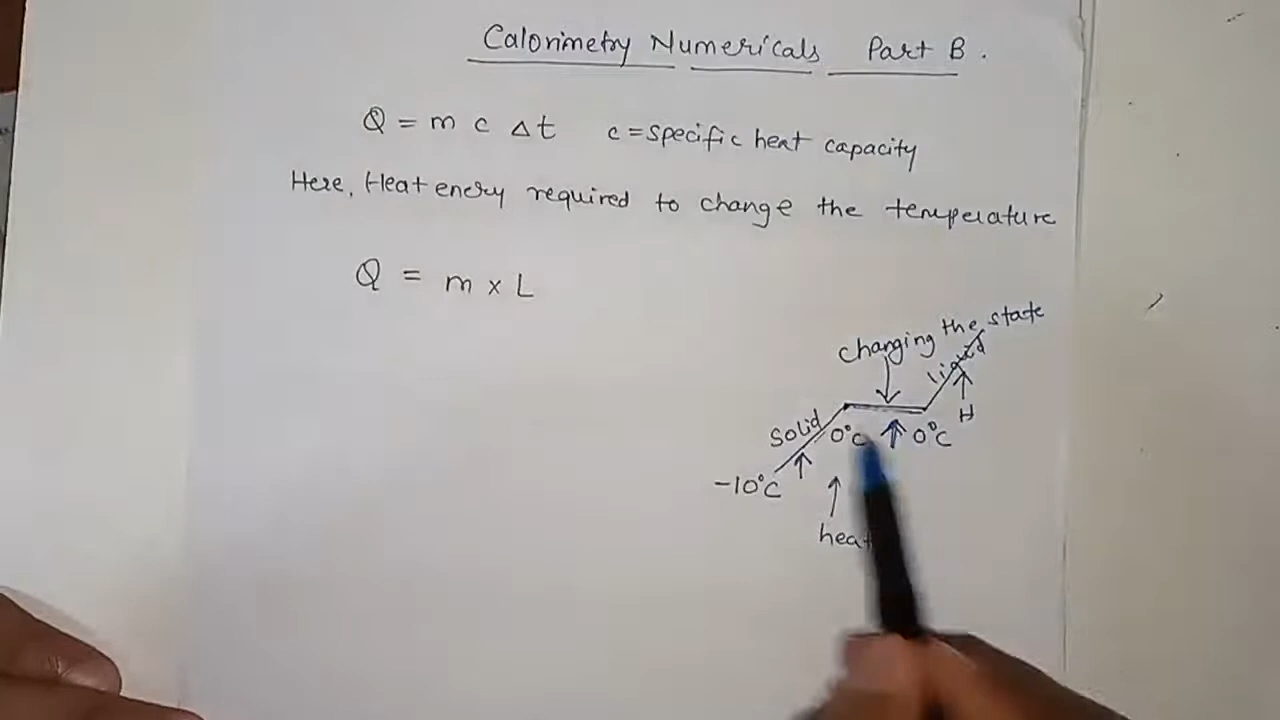 Calorimetry Numericals Part B.
Q = m c Δt c = specific heat capacity
Here, Heat enery required to change the temperature
Q = m × L
changing the state
solid
liquid
0°C
0°C
H
-10°C
heat